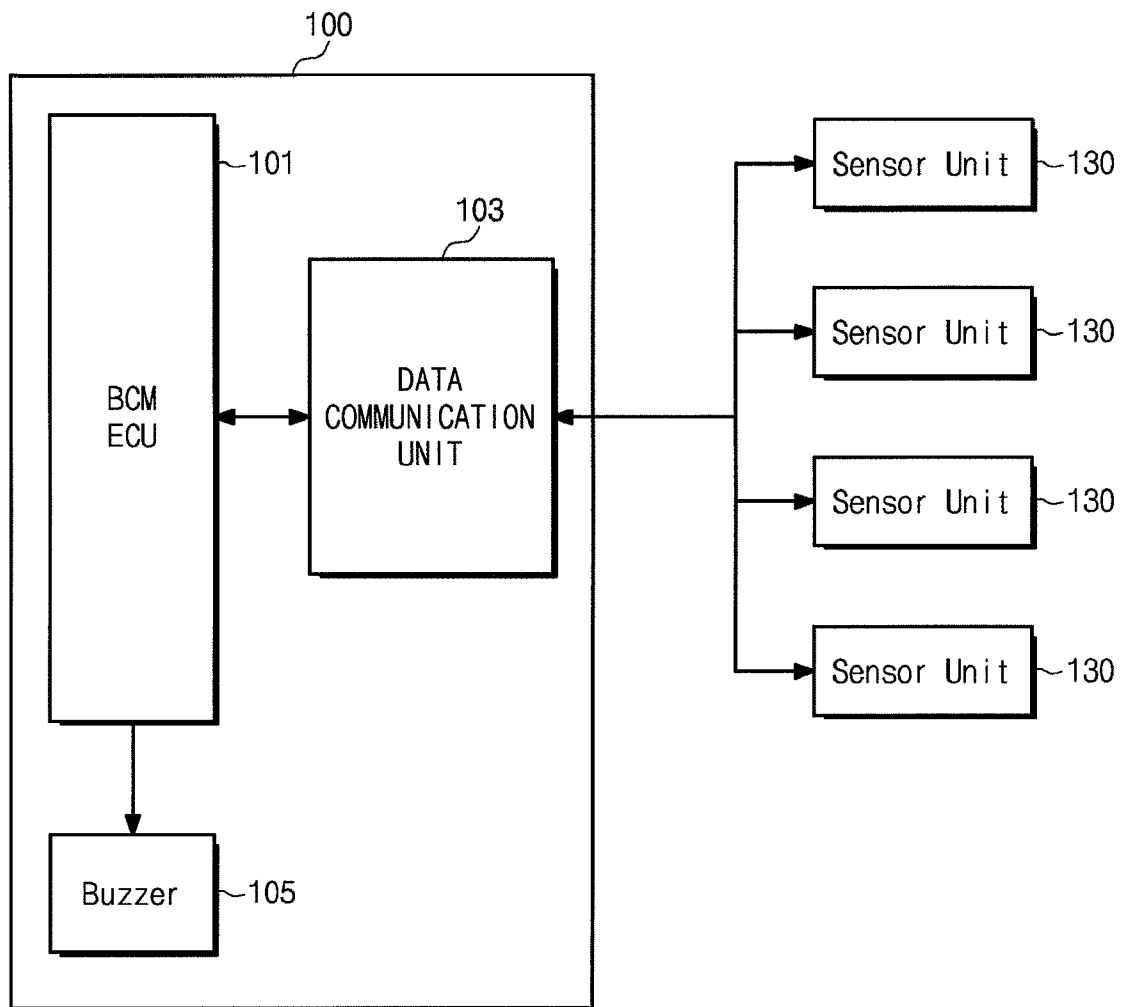 100
101
103
BCM
ECU
DATA
COMMUNICATION
UNIT
Buzzer
105
Sensor Unit 130
Sensor Unit 130
Sensor Unit 130
Sensor Unit 130